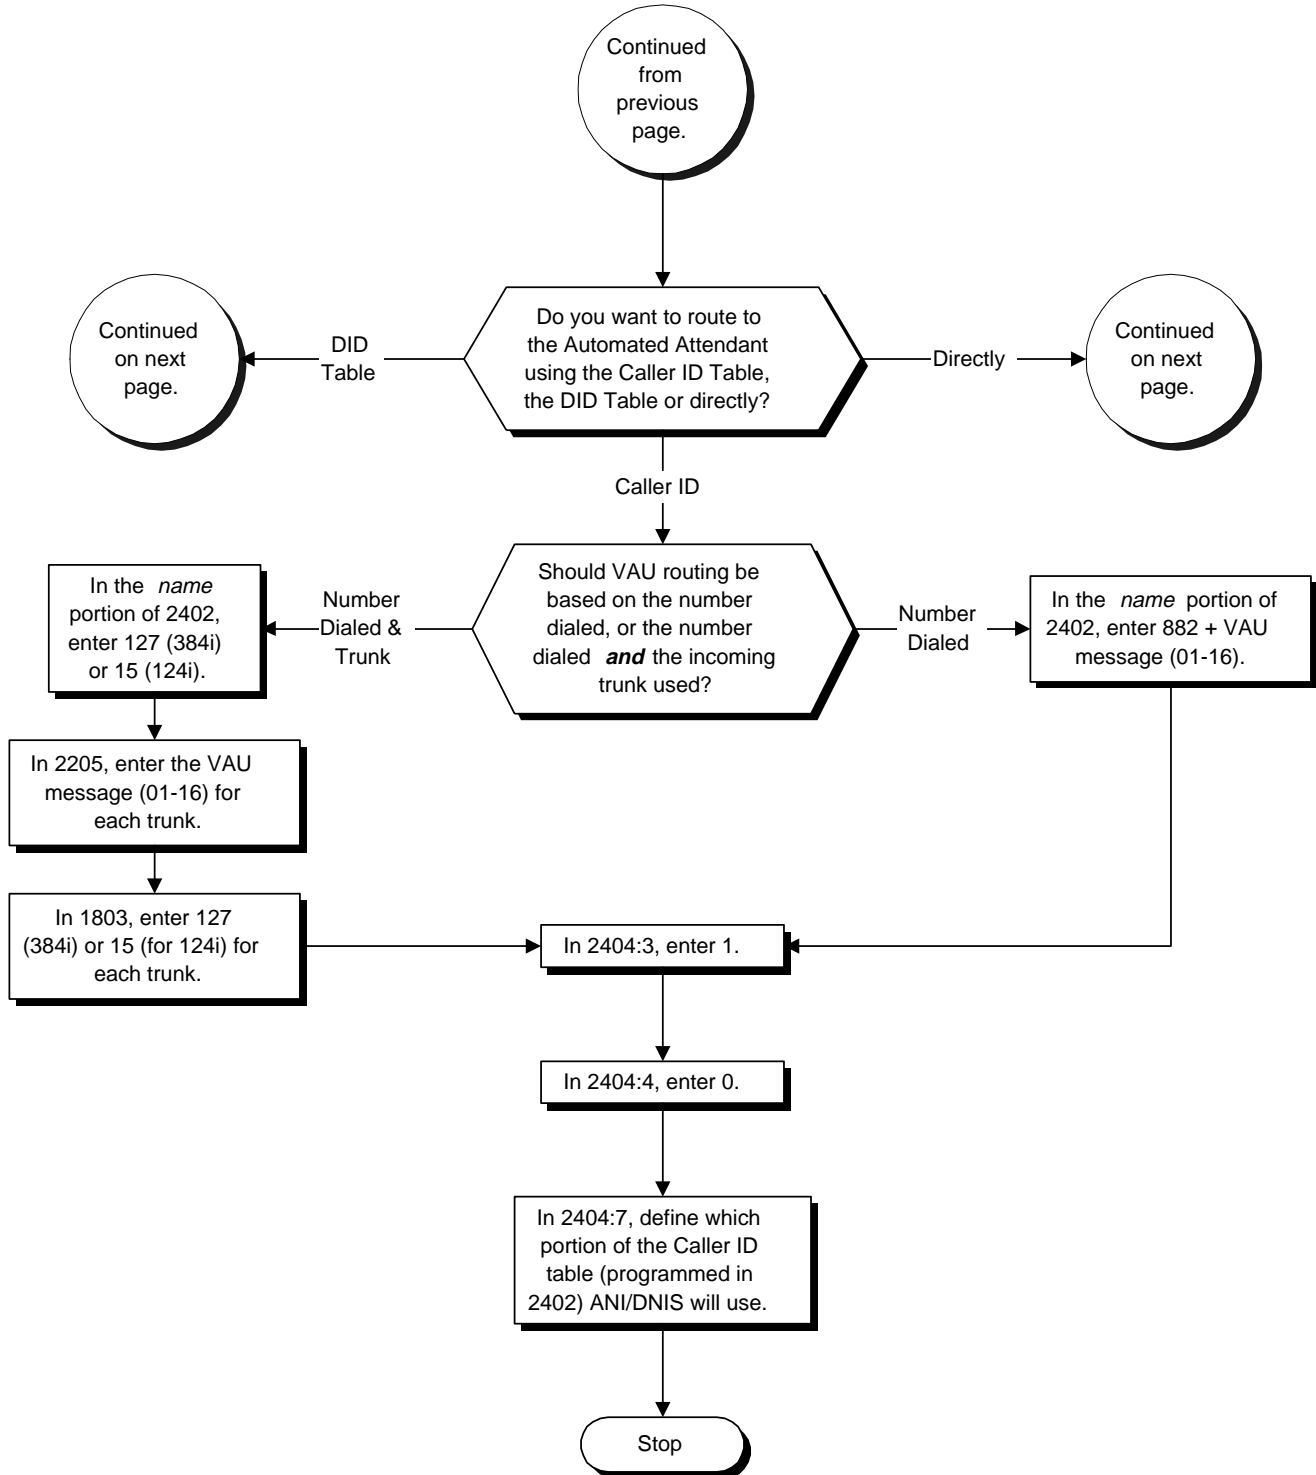 Continued
from
previous
page.
Continued
on next
page.
DID
Table
Do you want to route to
the Automated Attendant
using the Caller ID Table,
the DID Table or directly?
Directly
Continued
on next
page.
Caller ID
In the name
portion of 2402,
enter 127 (384i)
or 15 (124i).
Number
Dialed &
Trunk
Should VAU routing be
based on the number
dialed, or the number
dialed and the incoming
trunk used?
Number
Dialed
In the name portion of
2402, enter 882 + VAU
message (01-16).
In 2205, enter the VAU
message (01-16) for
each trunk.
In 1803, enter 127
(384i) or 15 (for 124i) for
each trunk.
In 2404:3, enter 1.
In 2404:4, enter 0.
In 2404:7, define which
portion of the Caller ID
table (programmed in
2402) ANI/DNIS will use.
Stop